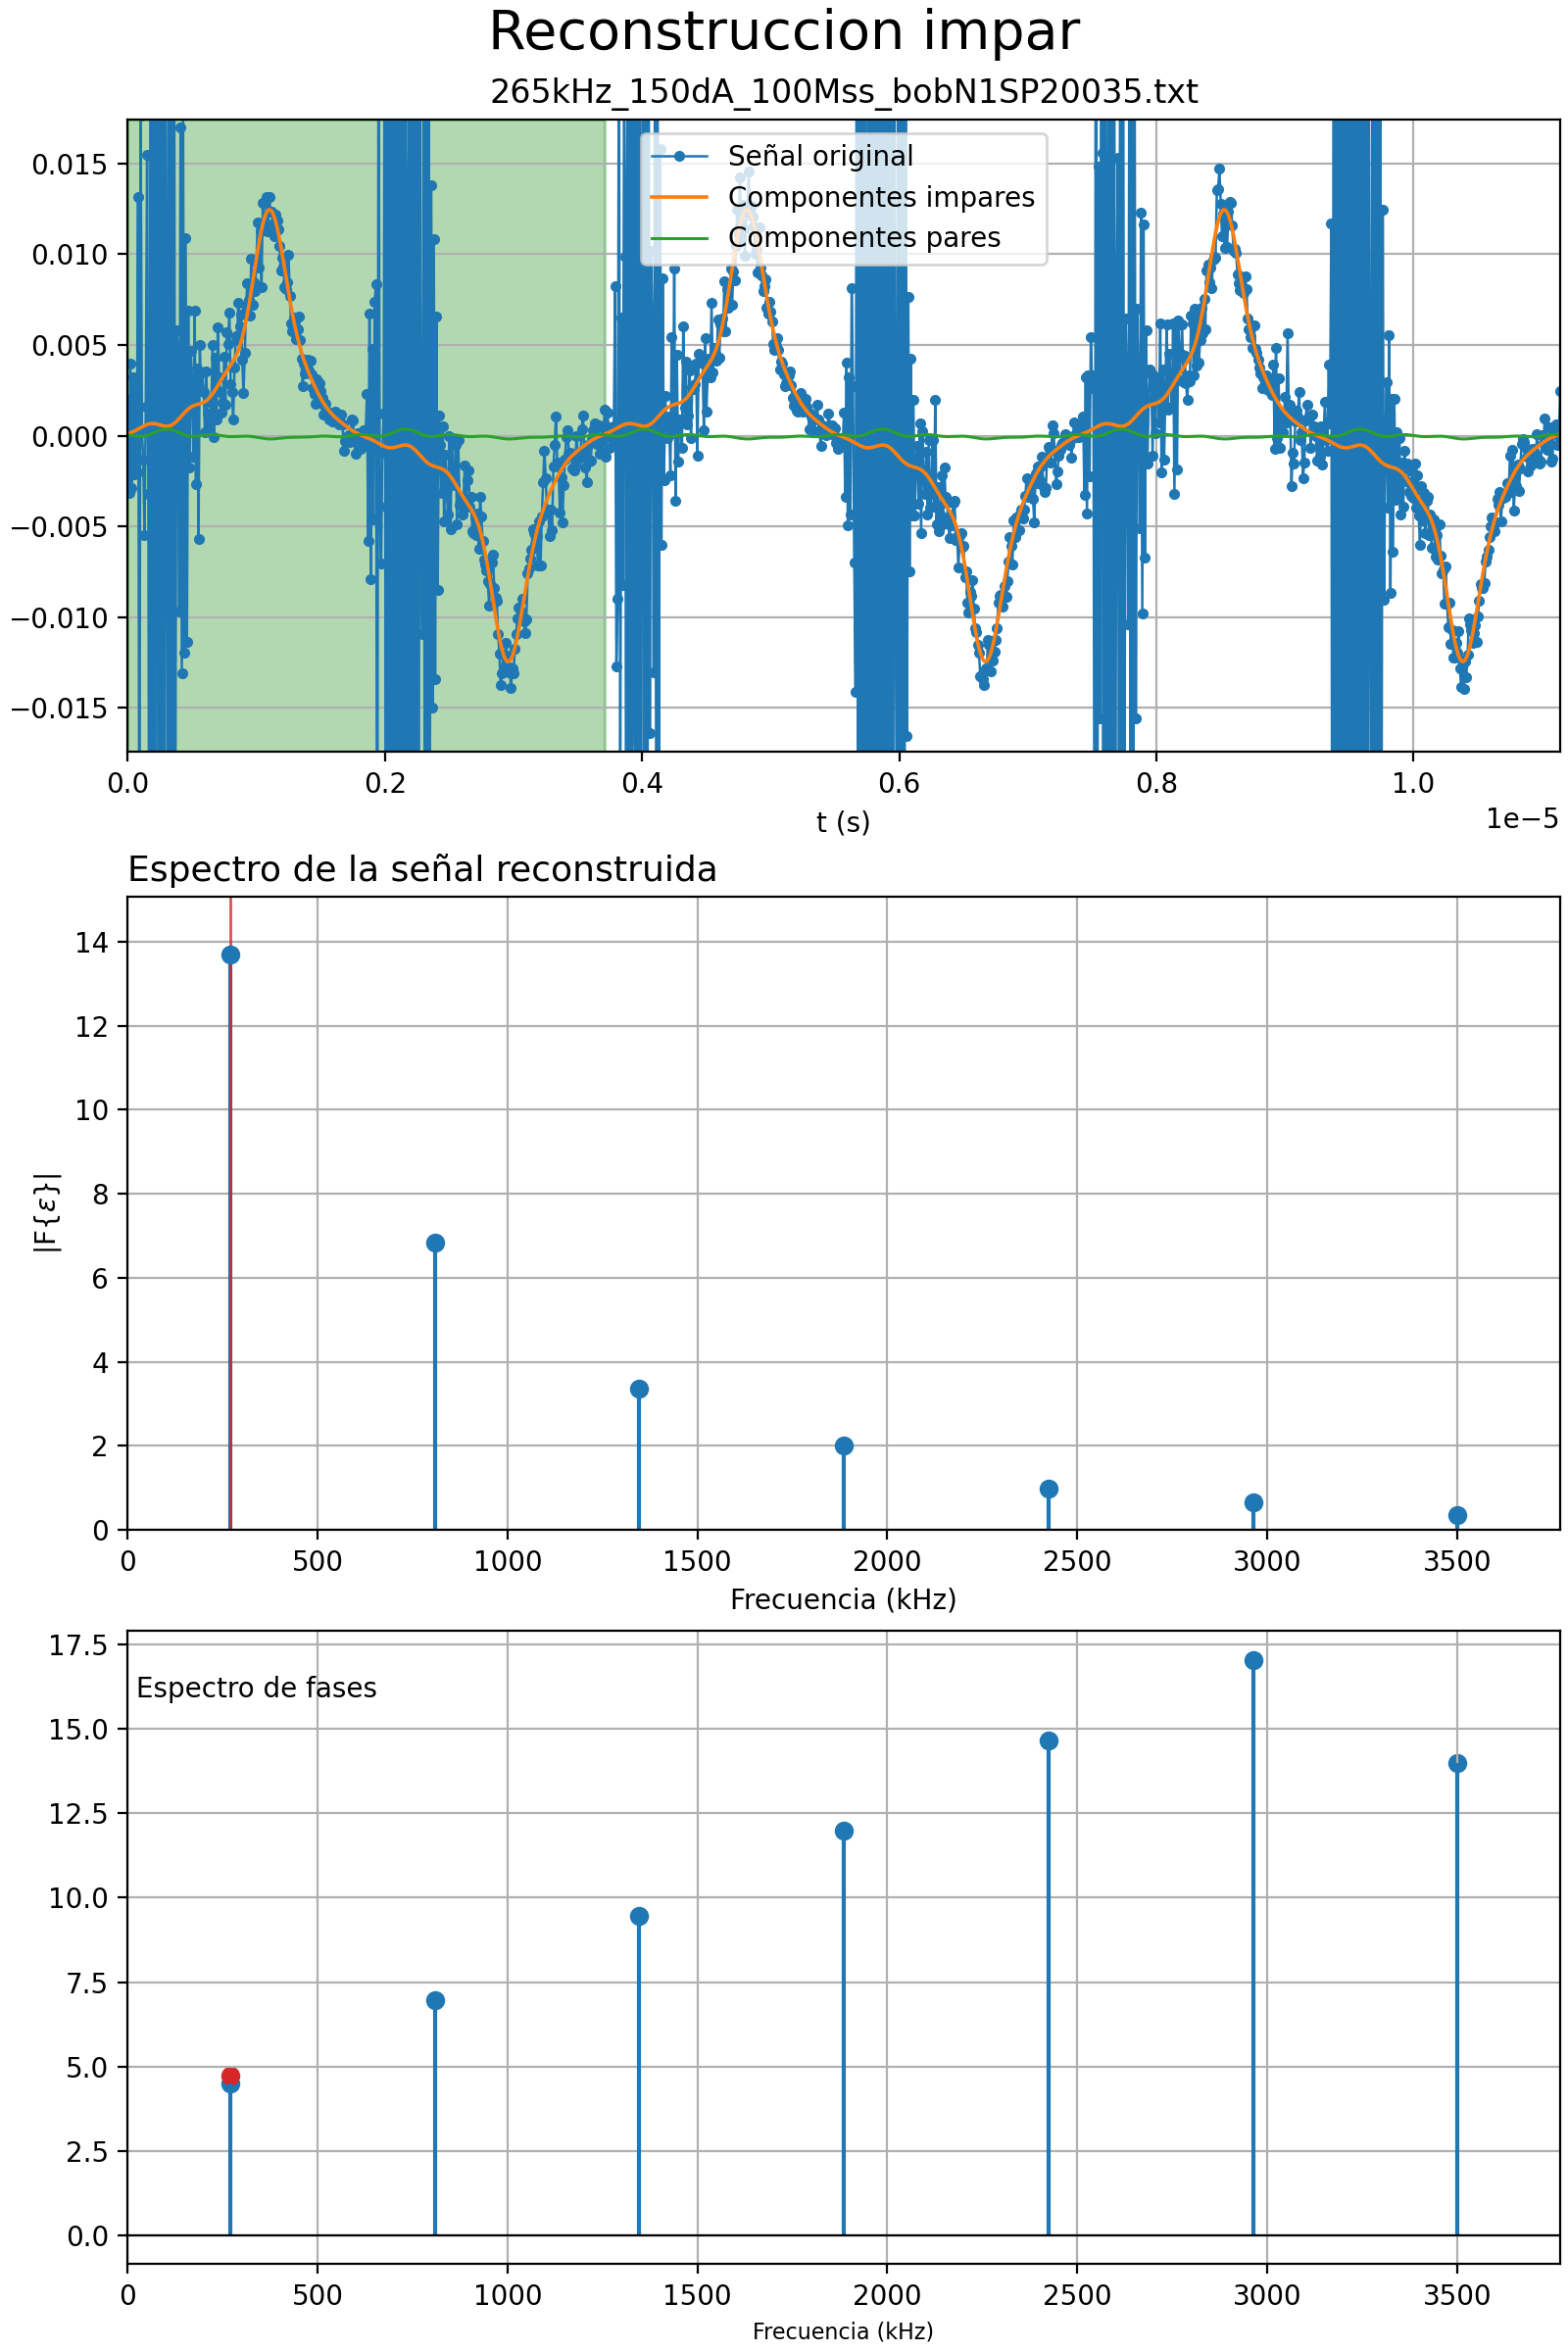 Reconstruccion impar
265kHz_150dA_100Mss_bobN1SP20035.txt
Señal original
Componentes impares
Componentes pares
0.015
0.010
0.005
0.000
−0.005
−0.010
−0.015
0.0 0.2 0.4 0.6 0.8 1.0
t (s)
1e−5
Espectro de la señal reconstruida
14
12
10
8
6
4
2
0
|F{ε}|
0 500 1000 1500 2000 2500 3000 3500
Frecuencia (kHz)
Espectro de fases
17.5
15.0
12.5
10.0
7.5
5.0
2.5
0.0
0 500 1000 1500 2000 2500 3000 3500
Frecuencia (kHz)